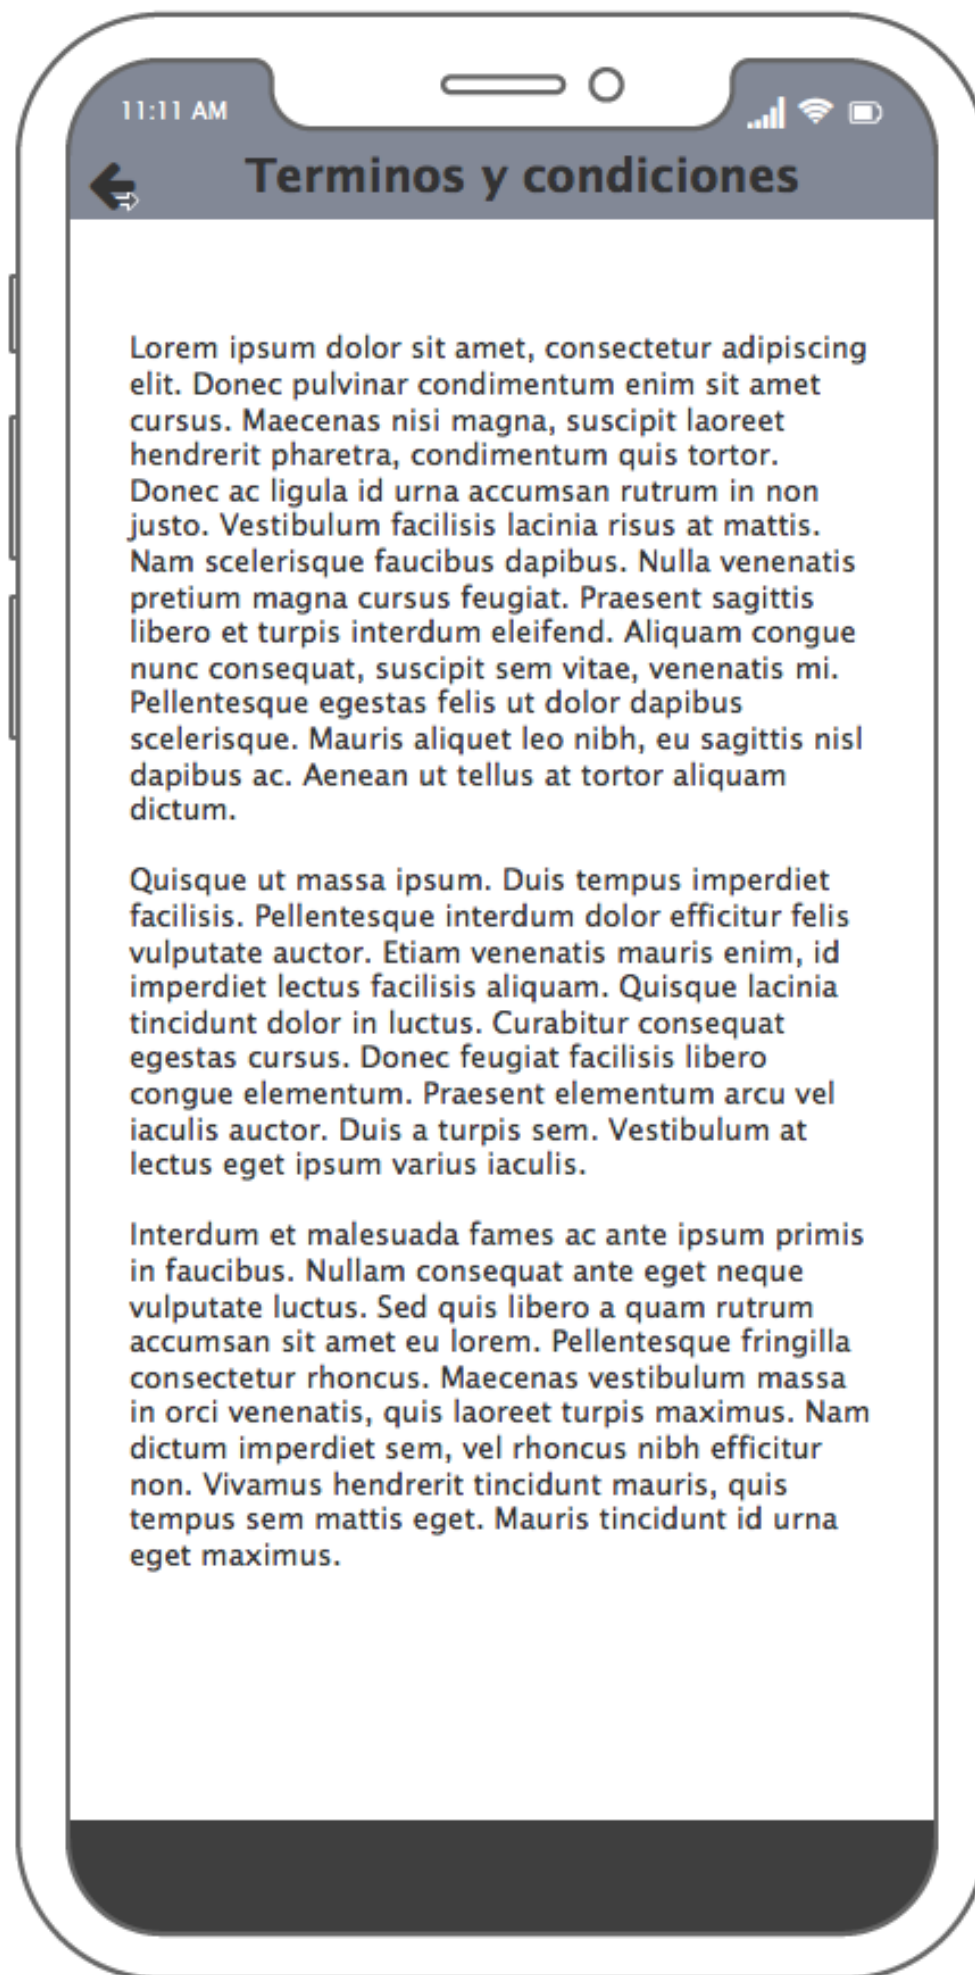 11:11 AM
Terminos y condiciones
Lorem ipsum dolor sit amet, consectetur adipiscing
elit. Donec pulvinar condimentum enim sit amet
cursus. Maecenas nisi magna, suscipit laoreet
hendrerit pharetra, condimentum quis tortor.
Donec ac ligula id urna accumsan rutrum in non
justo. Vestibulum facilisis lacinia risus at mattis.
Nam scelerisque faucibus dapibus. Nulla venenatis
pretium magna cursus feugiat. Praesent sagittis
libero et turpis interdum eleifend. Aliquam congue
nunc consequat, suscipit sem vitae, venenatis mi.
Pellentesque egestas felis ut dolor dapibus
scelerisque. Mauris aliquet leo nibh, eu sagittis nisl
dapibus ac. Aenean ut tellus at tortor aliquam
dictum.
Quisque ut massa ipsum. Duis tempus imperdiet
facilisis. Pellentesque interdum dolor efficitur felis
vulputate auctor. Etiam venenatis mauris enim, id
imperdiet lectus facilisis aliquam. Quisque lacinia
tincidunt dolor in luctus. Curabitur consequat
egestas cursus. Donec feugiat facilisis libero
congue elementum. Praesent elementum arcu vel
iaculis auctor. Duis a turpis sem. Vestibulum at
lectus eget ipsum varius iaculis.
Interdum et malesuada fames ac ante ipsum primis
in faucibus. Nullam consequat ante eget neque
vulputate luctus. Sed quis libero a quam rutrum
accumsan sit amet eu lorem. Pellentesque fringilla
consectetur rhoncus. Maecenas vestibulum massa
in orci venenatis, quis laoreet turpis maximus. Nam
dictum imperdiet sem, vel rhoncus nibh efficitur
non. Vivamus hendrerit tincidunt mauris, quis
tempus sem mattis eget. Mauris tincidunt id urna
eget maximus.